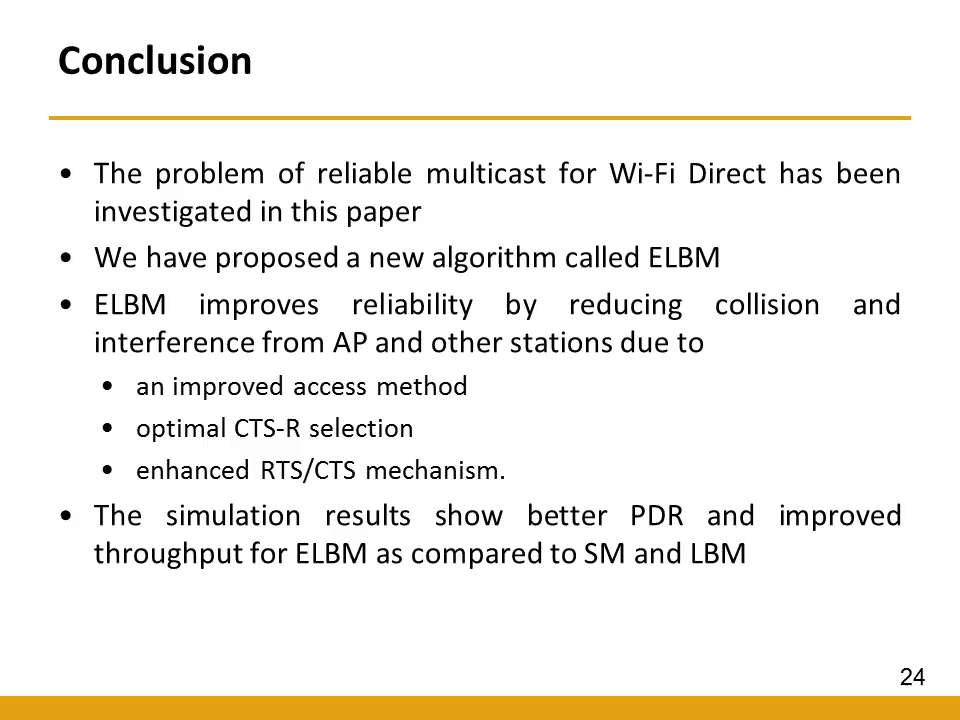 Conclusion
• The problem of reliable multicast for Wi-Fi Direct has been
investigated in this paper
• We have proposed a new algorithm called ELBM
• ELBM improves reliability by reducing collision and
interference from AP and other stations due to
• an improved access method
• optimal CTS-R selection
• enhanced RTS/CTS mechanism.
• The simulation results show better PDR and improved
throughput for ELBM as compared to SM and LBM
24